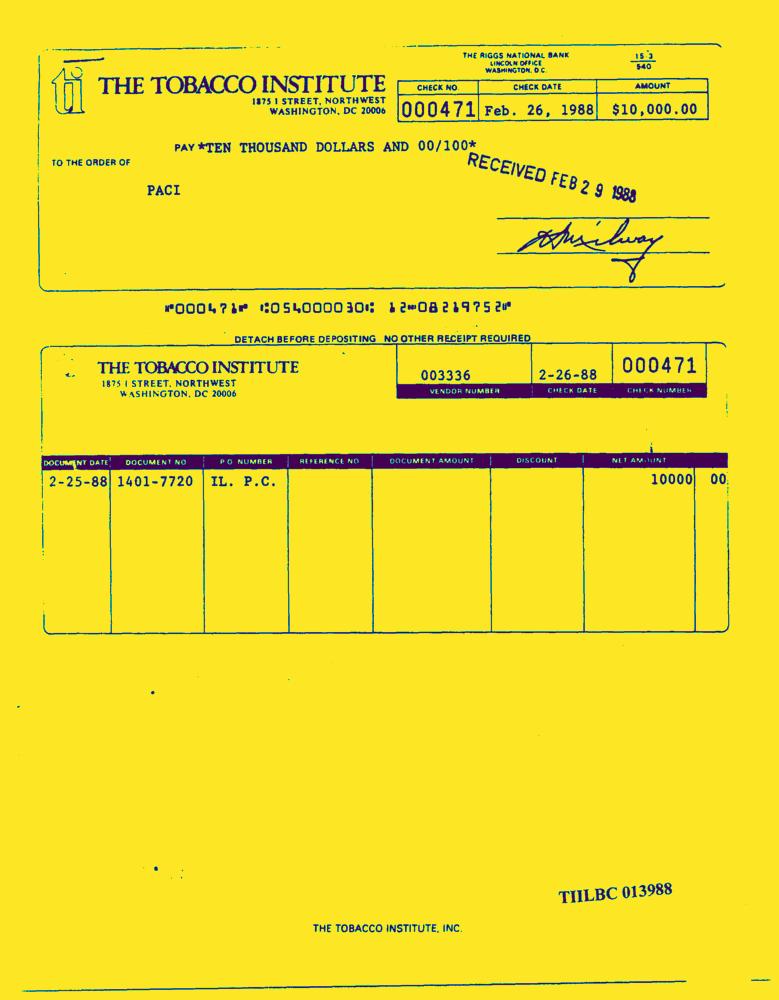 THE RIGGS NATIONAL BANK
LINCOLN OFFICE
WASHINGTON, D.C.
15-3
540
ti THE TOBACCO INSTITUTE
1875 I STREET, NORTHWEST
WASHINGTON, DC 20006
CHECK NO. CHECK DATE AMOUNT
000471 Feb. 26, 1988 $10,000.00
PAY *TEN THOUSAND DOLLARS AND 00/100*
TO THE ORDER OF
RECEIVED FEB 29 1988
PACI
⑈000471⑈ ⑆054000030⑆ 12⑉08219752⑈
DETACH BEFORE DEPOSITING NO OTHER RECEIPT REQUIRED
THE TOBACCO INSTITUTE
1875 I STREET, NORTHWEST
WASHINGTON, DC 20006
003336 2-26-88 000471
VENDOR NUMBER CHECK DATE CHECK NUMBER
DOCUMENT DATE DOCUMENT NO P O NUMBER REFERENCE NO DOCUMENT AMOUNT DISCOUNT NET AMOUNT
2-25-88 1401-7720 IL. P.C. 10000 00
TIILBC 013988
THE TOBACCO INSTITUTE, INC.